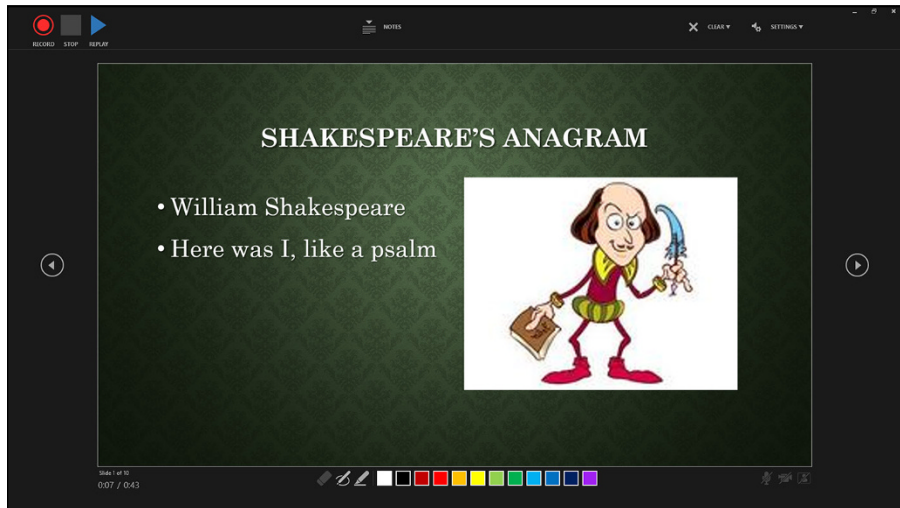 RECORD STOP REPLAY
NOTES
CLEAR ▼
SETTINGS ▼
SHAKESPEARE'S ANAGRAM
• William Shakespeare
• Here was I, like a psalm
Slide 1 of 10
0:07 / 0:43